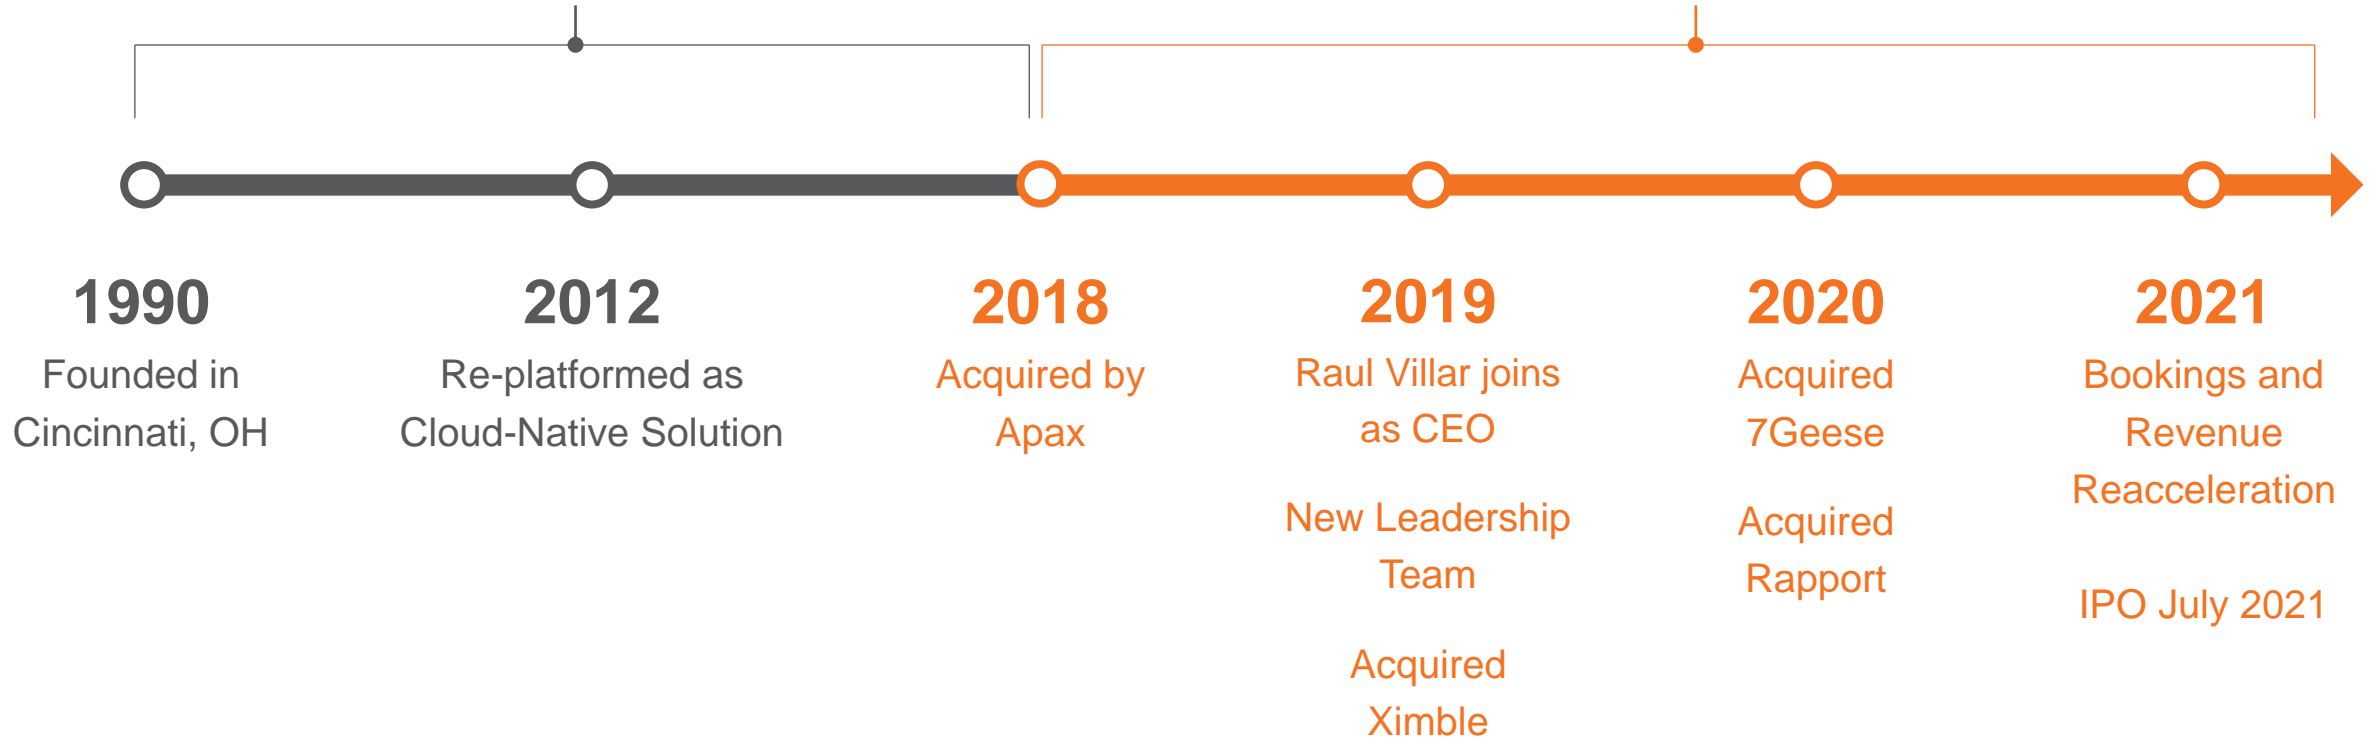 1990
Founded in
Cincinnati, OH
2012
Re-platformed as
Cloud-Native Solution
2018
Acquired by
Apax
2019
Raul Villar joins
as CEO
New Leadership
Team
Acquired
Ximble
2020
Acquired
7Geese
Acquired
Rapport
2021
Bookings and
Revenue
Reacceleration
IPO July 2021